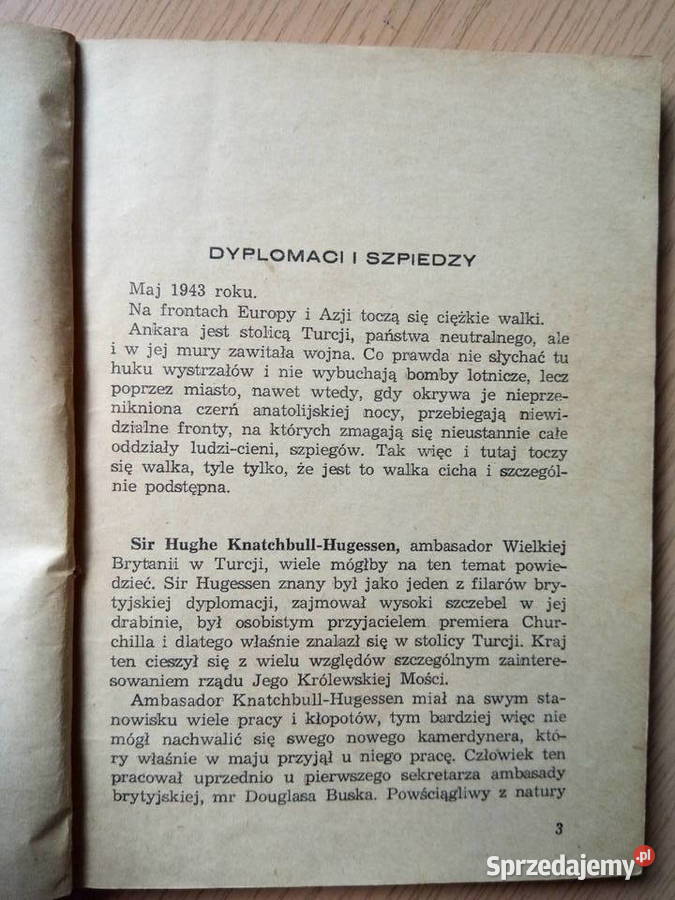 DYPLOMACI I SZPIEDZY
Maj 1943 roku.
Na frontach Europy i Azji toczą się ciężkie walki.
Ankara jest stolicą Turcji, państwa neutralnego, ale
i w jej mury zawitała wojna. Co prawda nie słychać tu
huku wystrzałów i nie wybuchają bomby lotnicze, lecz
poprzez miasto, nawet wtedy, gdy okrywa je nieprze-
nikniona czerń anatolijskiej nocy, przebiegają niewi-
dzialne fronty, na których zmagają się nieustannie całe
oddziały ludzi-cieni, szpiegów. Tak więc i tutaj toczy
się walka, tyle tylko, że jest to walka cicha i szczegól-
nie podstępna.
Sir Hughe Knatchbull-Hugessen, ambasador Wielkiej
Brytanii w Turcji, wiele mógłby na ten temat powie-
dzieć. Sir Hugessen znany był jako jeden z filarów bry-
tyjskiej dyplomacji, zajmował wysoki szczebel w jej
drabinie, był osobistym przyjacielem premiera Chur-
chilla i dlatego właśnie znalazł się w stolicy Turcji. Kraj
ten cieszył się z wielu względów szczególnym zainte-
resowaniem rządu Jego Królewskiej Mości.
Ambasador Knatchbull-Hugessen miał na swym sta-
nowisku wiele pracy i kłopotów, tym bardziej więc nie
mógł nachwalić się swego nowego kamerdynera, któ-
ry właśnie w maju przyjął u niego pracę. Człowiek ten
pracował uprzednio u pierwszego sekretarza ambasady
brytyjskiej, mr Douglasa Buska. Powściągliwy z natury
3
Sprzedajemy.pl